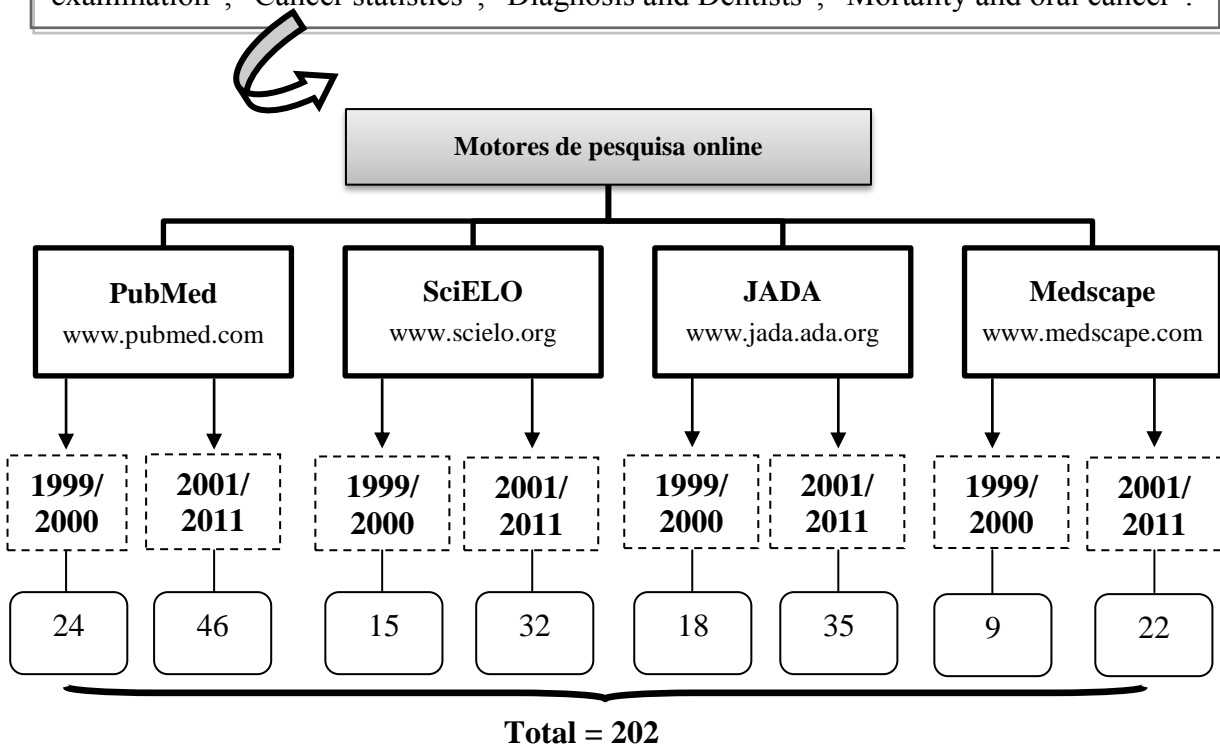 examination”, “Cancer statistics”, “Diagnosis and Dentists”, “Mortality and oral cancer”.
Motores de pesquisa online
PubMed
www.pubmed.com
SciELO
www.scielo.org
JADA
www.jada.ada.org
Medscape
www.medscape.com
1999/
2000
2001/
2011
1999/
2000
2001/
2011
1999/
2000
2001/
2011
1999/
2000
2001/
2011
24
46
15
32
18
35
9
22
Total = 202